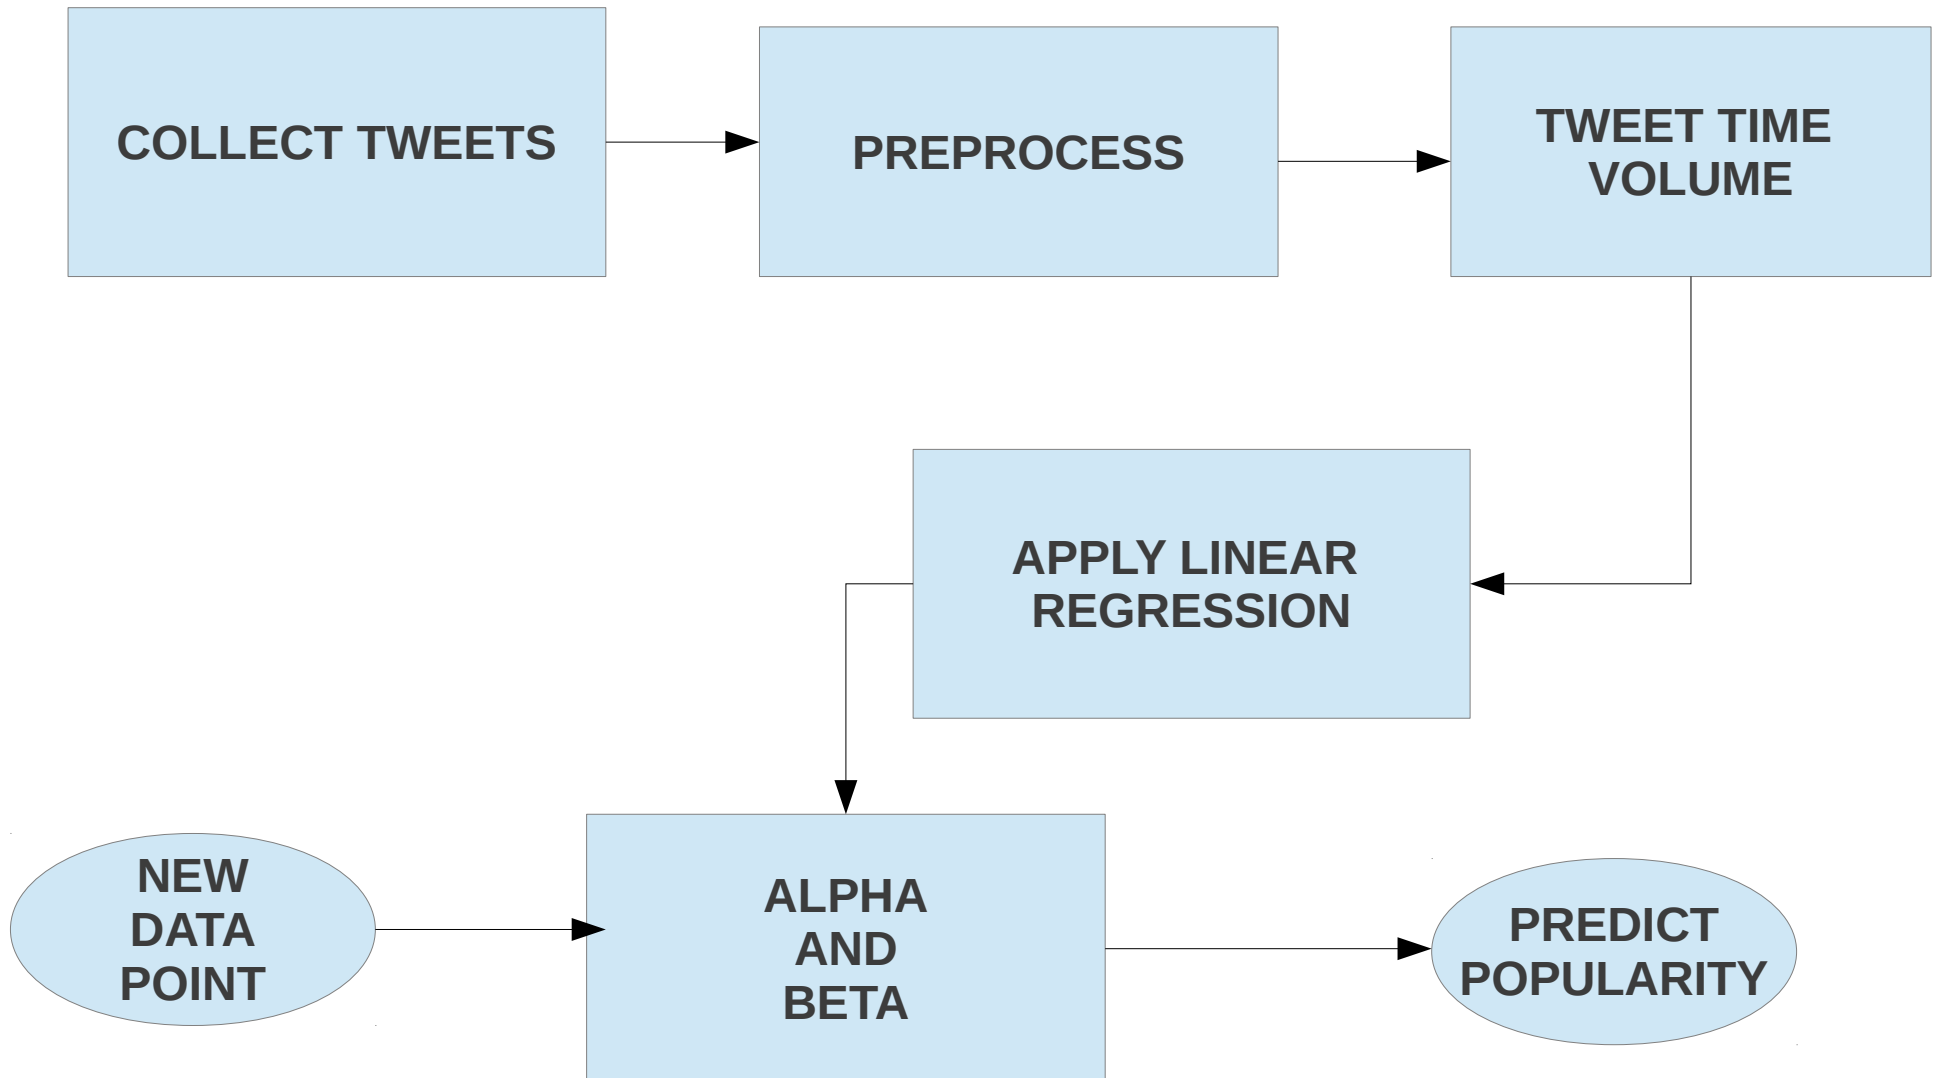 COLLECT TWEETS
PREPROCESS
TWEET TIME
VOLUME
APPLY LINEAR
REGRESSION
NEW
DATA
POINT
ALPHA
AND
BETA
PREDICT
POPULARITY